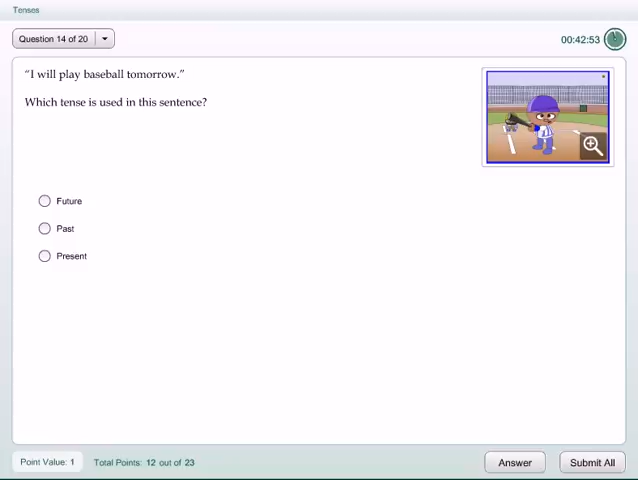 Tenses
Question 14 of 20
00:42:53
“I will play baseball tomorrow.”
Which tense is used in this sentence?
Future
Past
Present
Point Value: 1
Total Points: 12 out of 23
Answer
Submit All